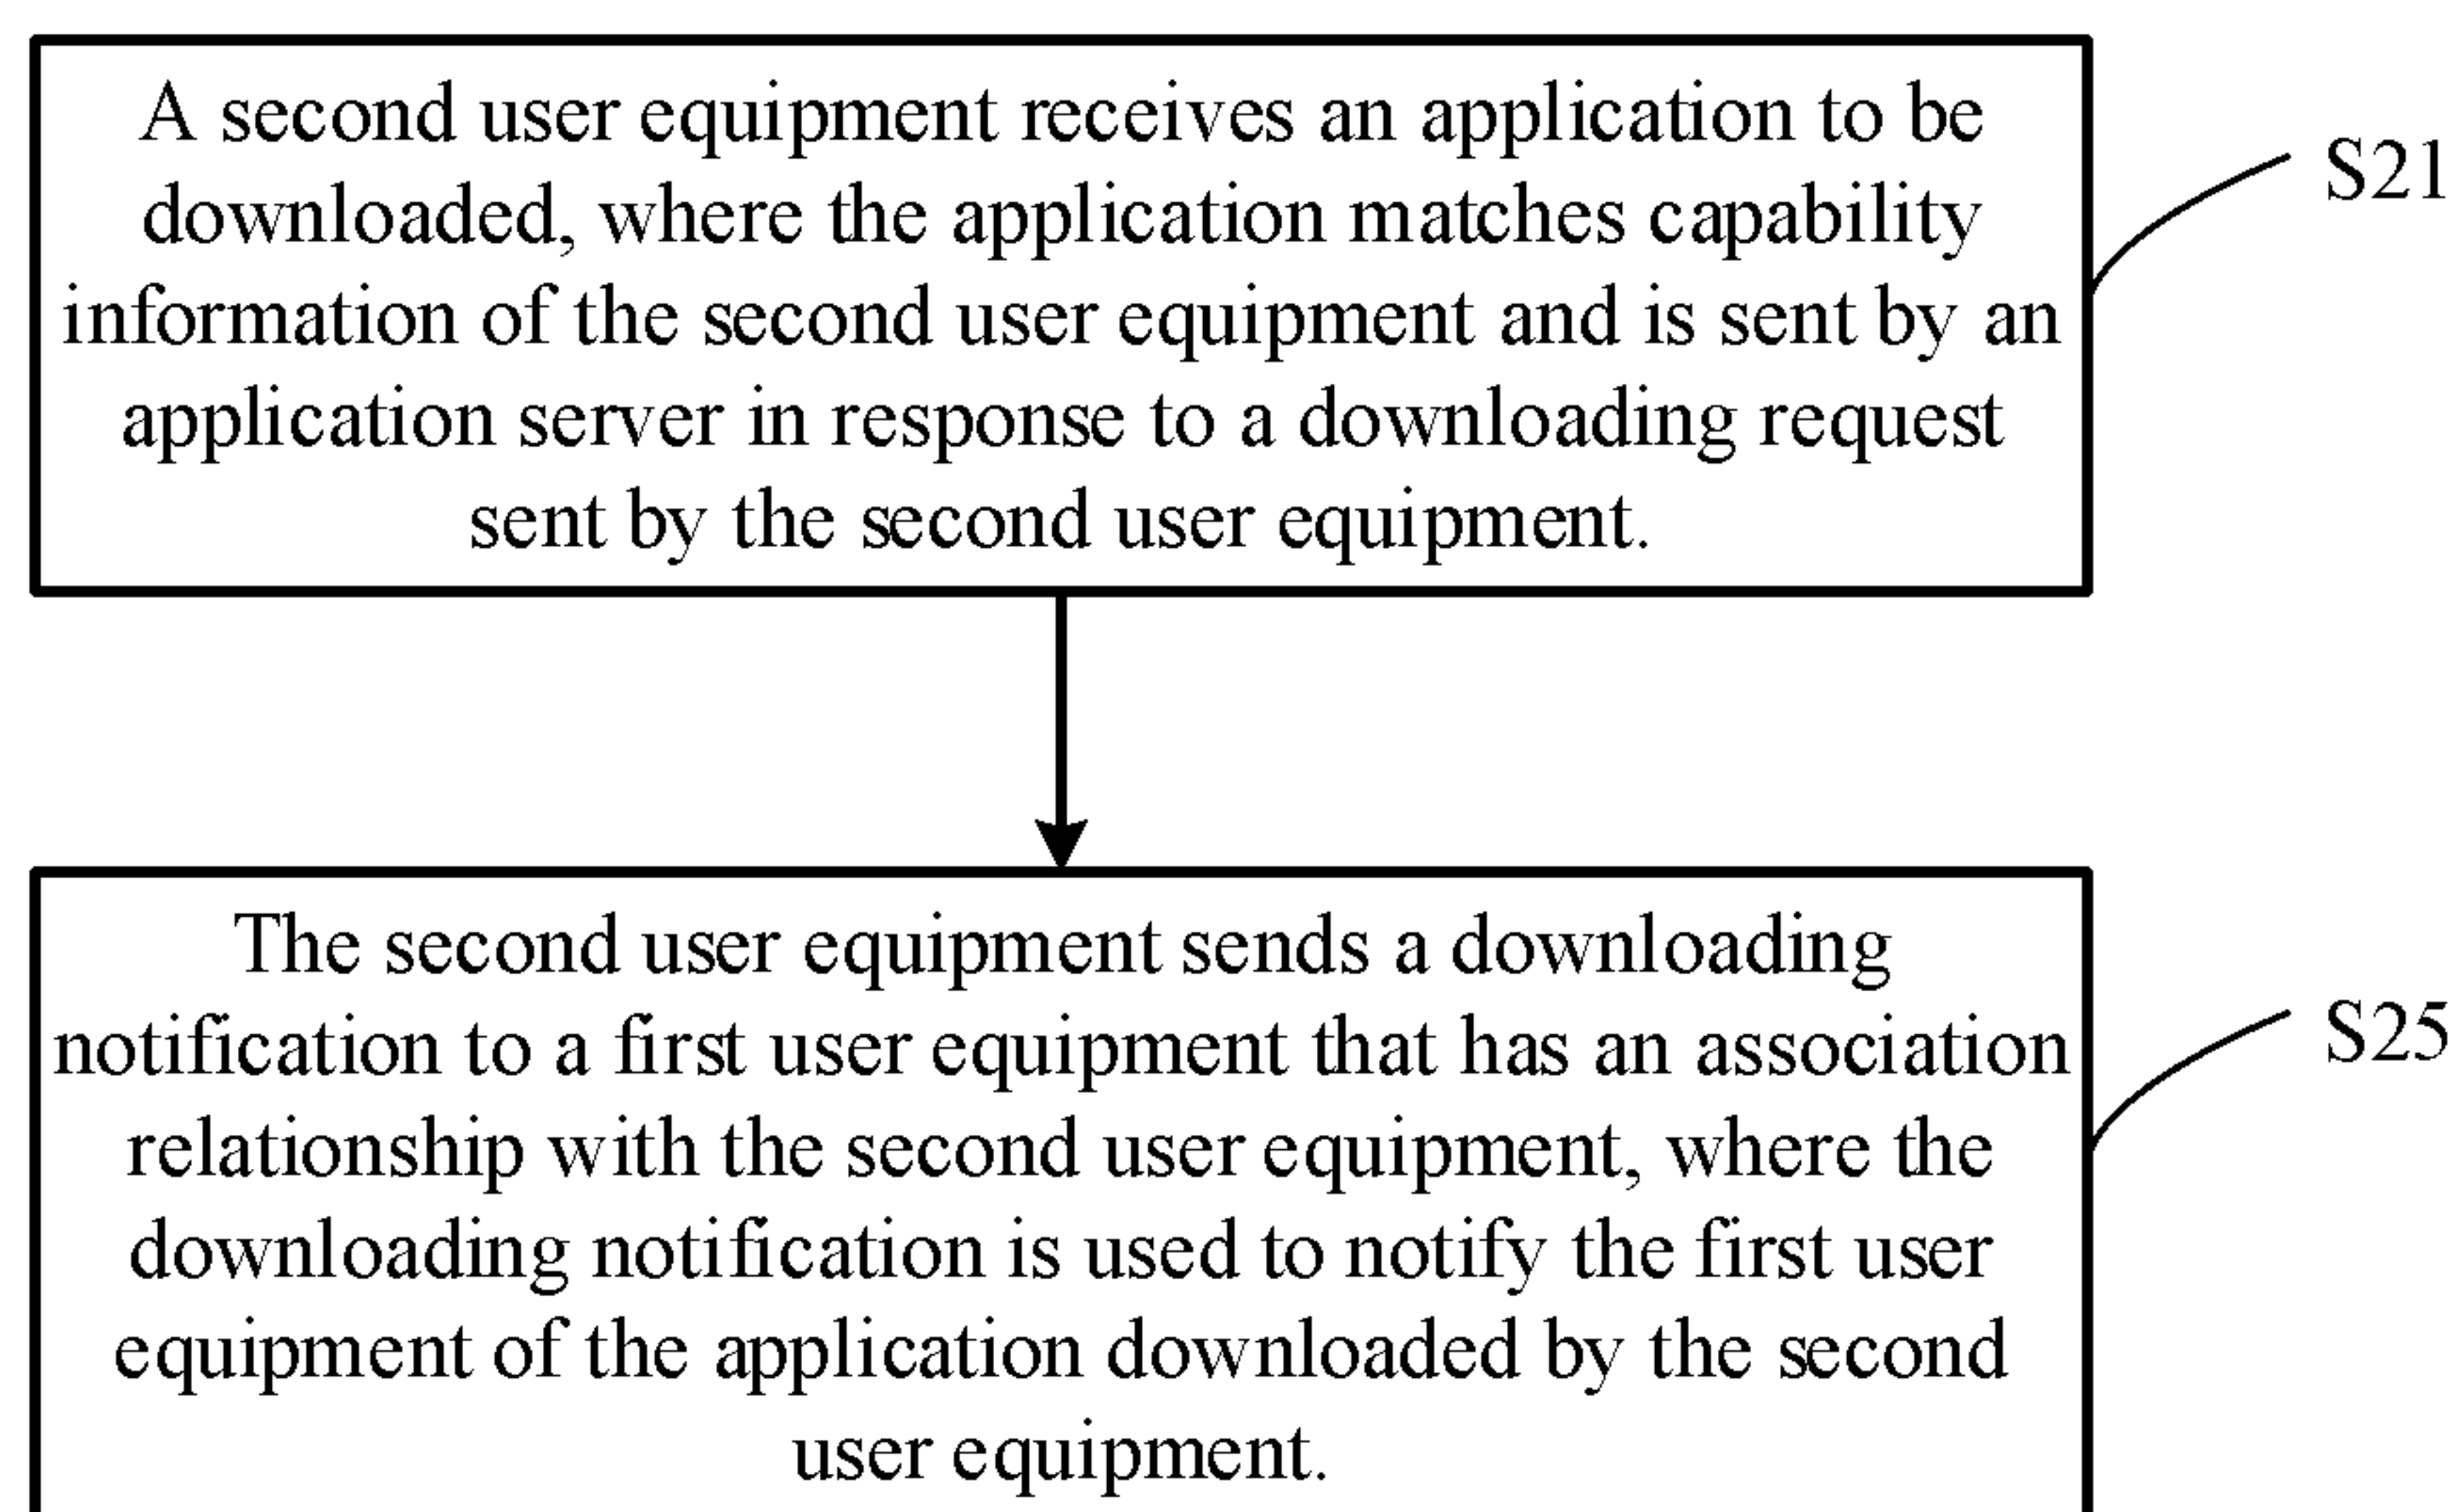 A second user equipment receives an application to be
downloaded, where the application matches capability
information of the second user equipment and is sent by an
application server in response to a downloading request
sent by the second user equipment.
S21
The second user equipment sends a downloading
notification to a first user equipment that has an association
relationship with the second user equipment, where the
downloading notification is used to notify the first user
equipment of the application downloaded by the second
user equipment.
S25